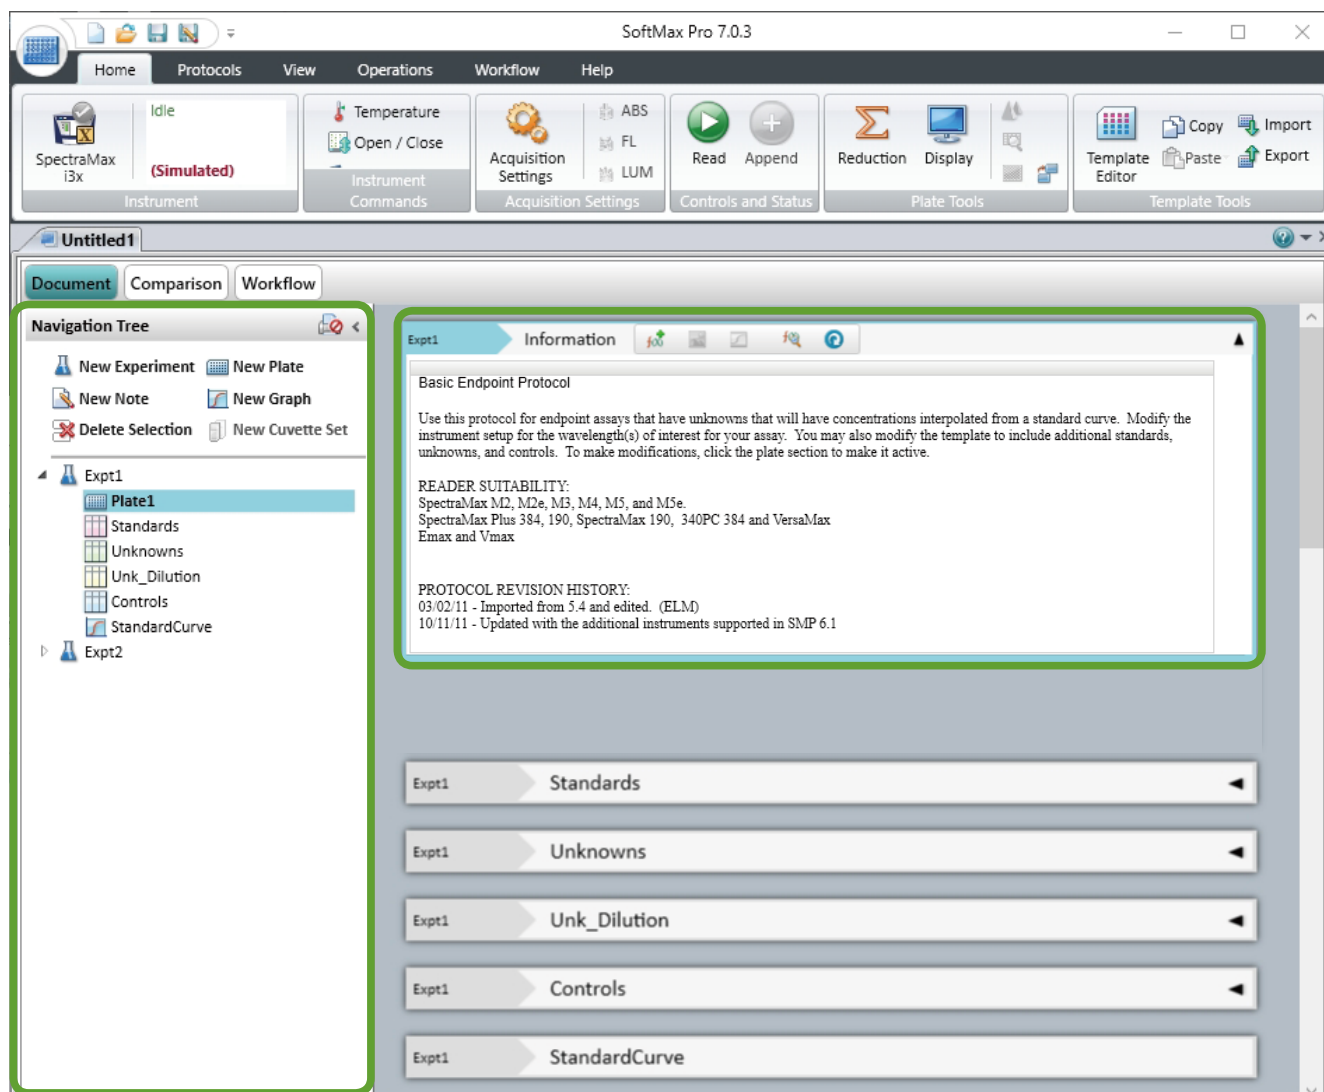 SoftMax Pro 7.0.3
Home Protocols View Operations Workflow Help
SpectraMax
i3x
Idle
(Simulated)
Instrument
Temperature
Open / Close
Instrument
Commands
Acquisition
Settings
ABS
FL
LUM
Acquisition Settings
Read
Append
Controls and Status
Reduction
Display
Plate Tools
Template
Editor
Copy
Paste
Import
Export
Template Tools
Untitled1
Document Comparison Workflow
Navigation Tree
New Experiment New Plate
New Note New Graph
Delete Selection New Cuvette Set
Expt1
Plate1
Standards
Unknowns
Unk_Dilution
Controls
StandardCurve
Expt2
Expt1 Information
Basic Endpoint Protocol
Use this protocol for endpoint assays that have unknowns that will have concentrations interpolated from a standard curve. Modify the
instrument setup for the wavelength(s) of interest for your assay. You may also modify the template to include additional standards,
unknowns, and controls. To make modifications, click the plate section to make it active.
READER SUITABILITY:
SpectraMax M2, M2e, M3, M4, M5, and M5e.
SpectraMax Plus 384, 190, SpectraMax 190, 340PC 384 and VersaMax
Emax and Vmax
PROTOCOL REVISION HISTORY:
03/02/11 - Imported from 5.4 and edited. (ELM)
10/11/11 - Updated with the additional instruments supported in SMP 6.1
Expt1 Standards
Expt1 Unknowns
Expt1 Unk_Dilution
Expt1 Controls
Expt1 StandardCurve